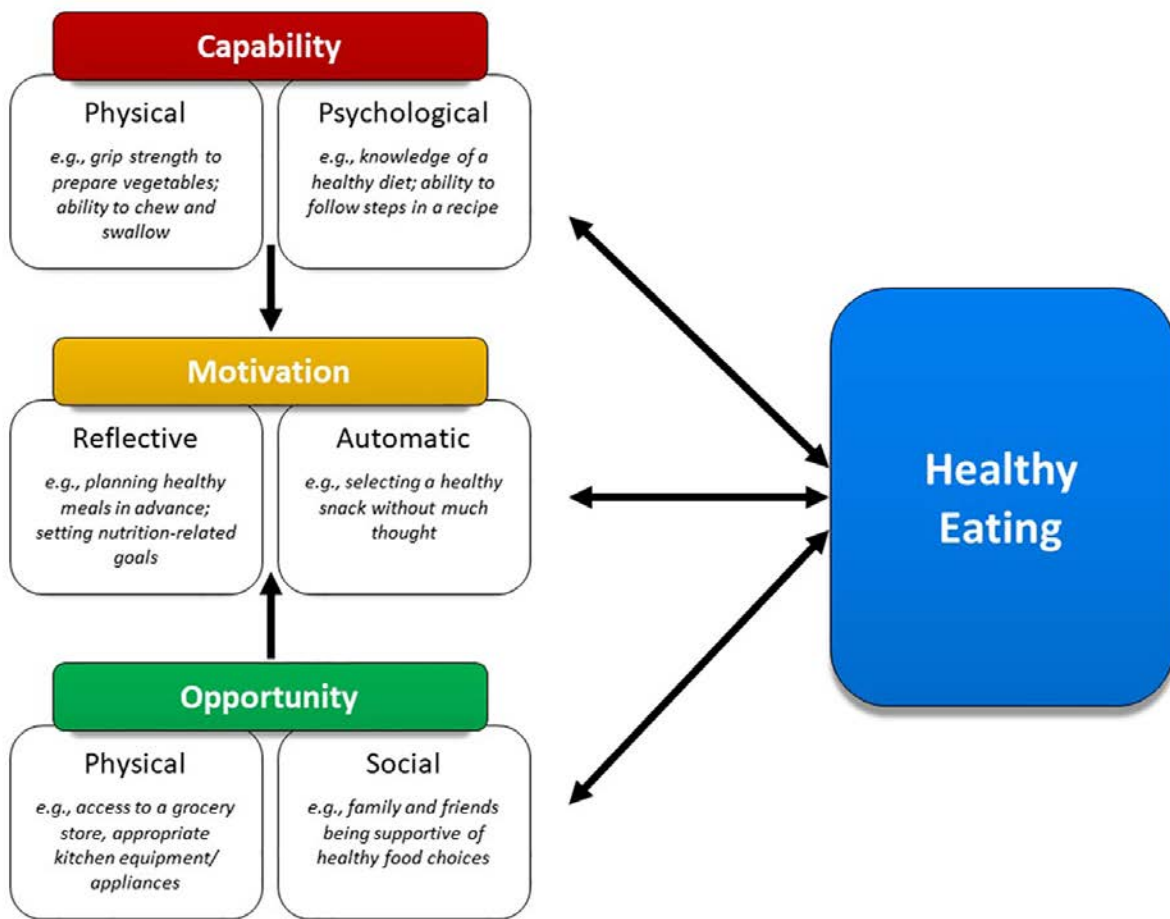 Capability
Physical
e.g., grip strength to
prepare vegetables;
ability to chew and
swallow
Psychological
e.g., knowledge of a
healthy diet; ability to
follow steps in a recipe
Motivation
Reflective
e.g., planning healthy
meals in advance;
setting nutrition-related
goals
Automatic
e.g., selecting a healthy
snack without much
thought
Opportunity
Physical
e.g., access to a grocery
store, appropriate
kitchen equipment/
appliances
Social
e.g., family and friends
being supportive of
healthy food choices
Healthy
Eating